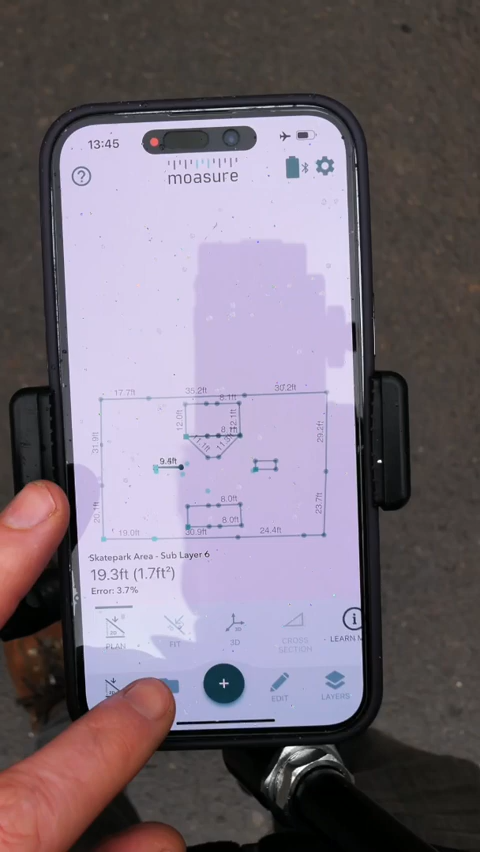 13:45
moasure
17.7ft 35.2ft 30.2ft
8.1ft
12.0ft 12.1ft
31.9ft 29.2ft
9.4ft
8.0ft 23.7ft
8.0ft
19.0ft 30.9ft 24.4ft
Skatepark Area - Sub Layer 6
19.3ft (1.7ft²)
Error: 3.7%
PLAN FIT 3D CROSS SECTION LEARN M
+ EDIT LAYERS